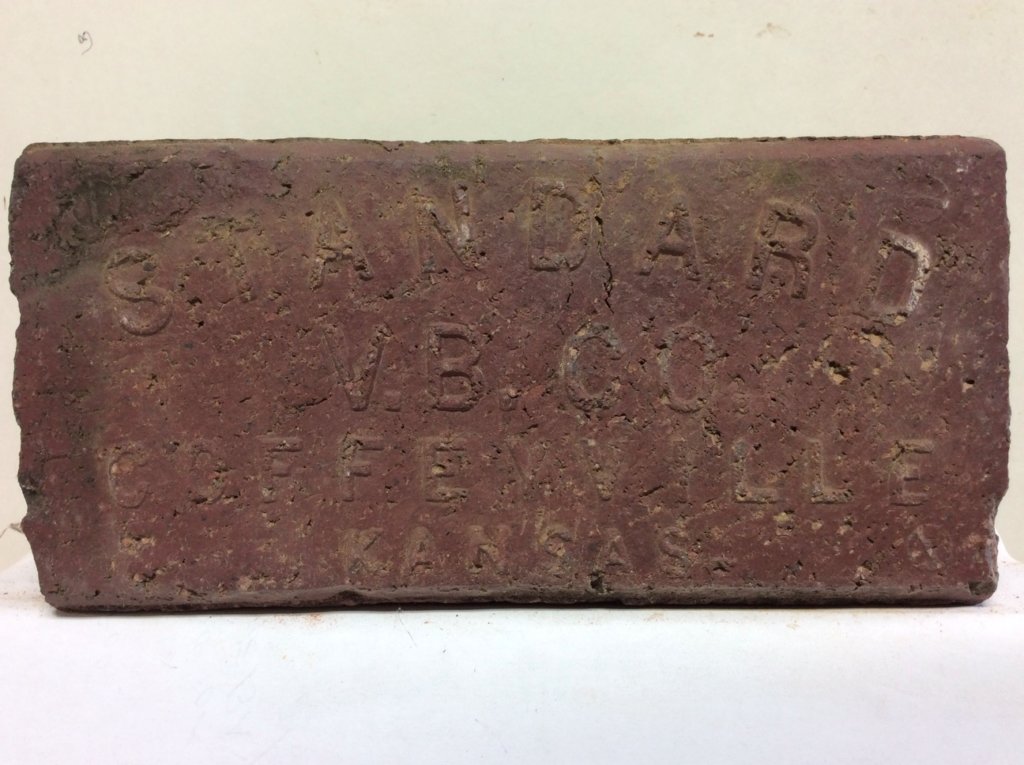 STANDARD
V.B. CO.
COFFEYVILLE
KANSAS.